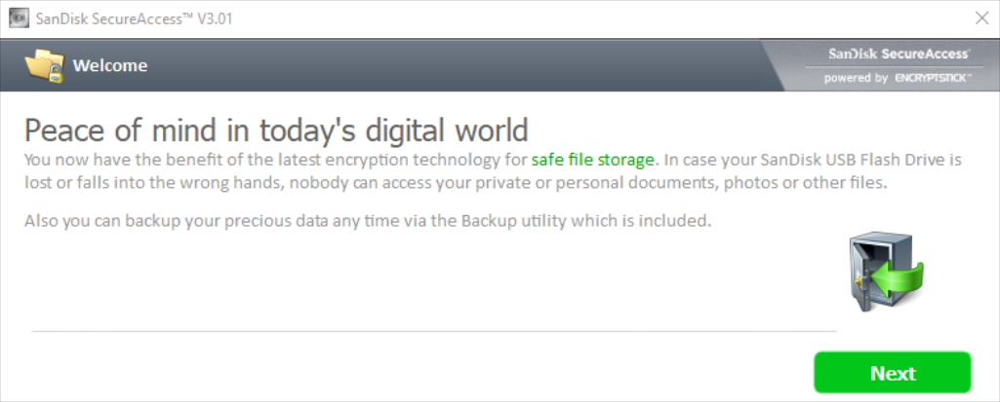 SanDisk SecureAccess™ V3.01
Welcome
SanDisk SecureAccess™
powered by ENCRYPTSTICK™
Peace of mind in today's digital world
You now have the benefit of the latest encryption technology for safe file storage. In case your SanDisk USB Flash Drive is
lost or falls into the wrong hands, nobody can access your private or personal documents, photos or other files.
Also you can backup your precious data any time via the Backup utility which is included.
Next